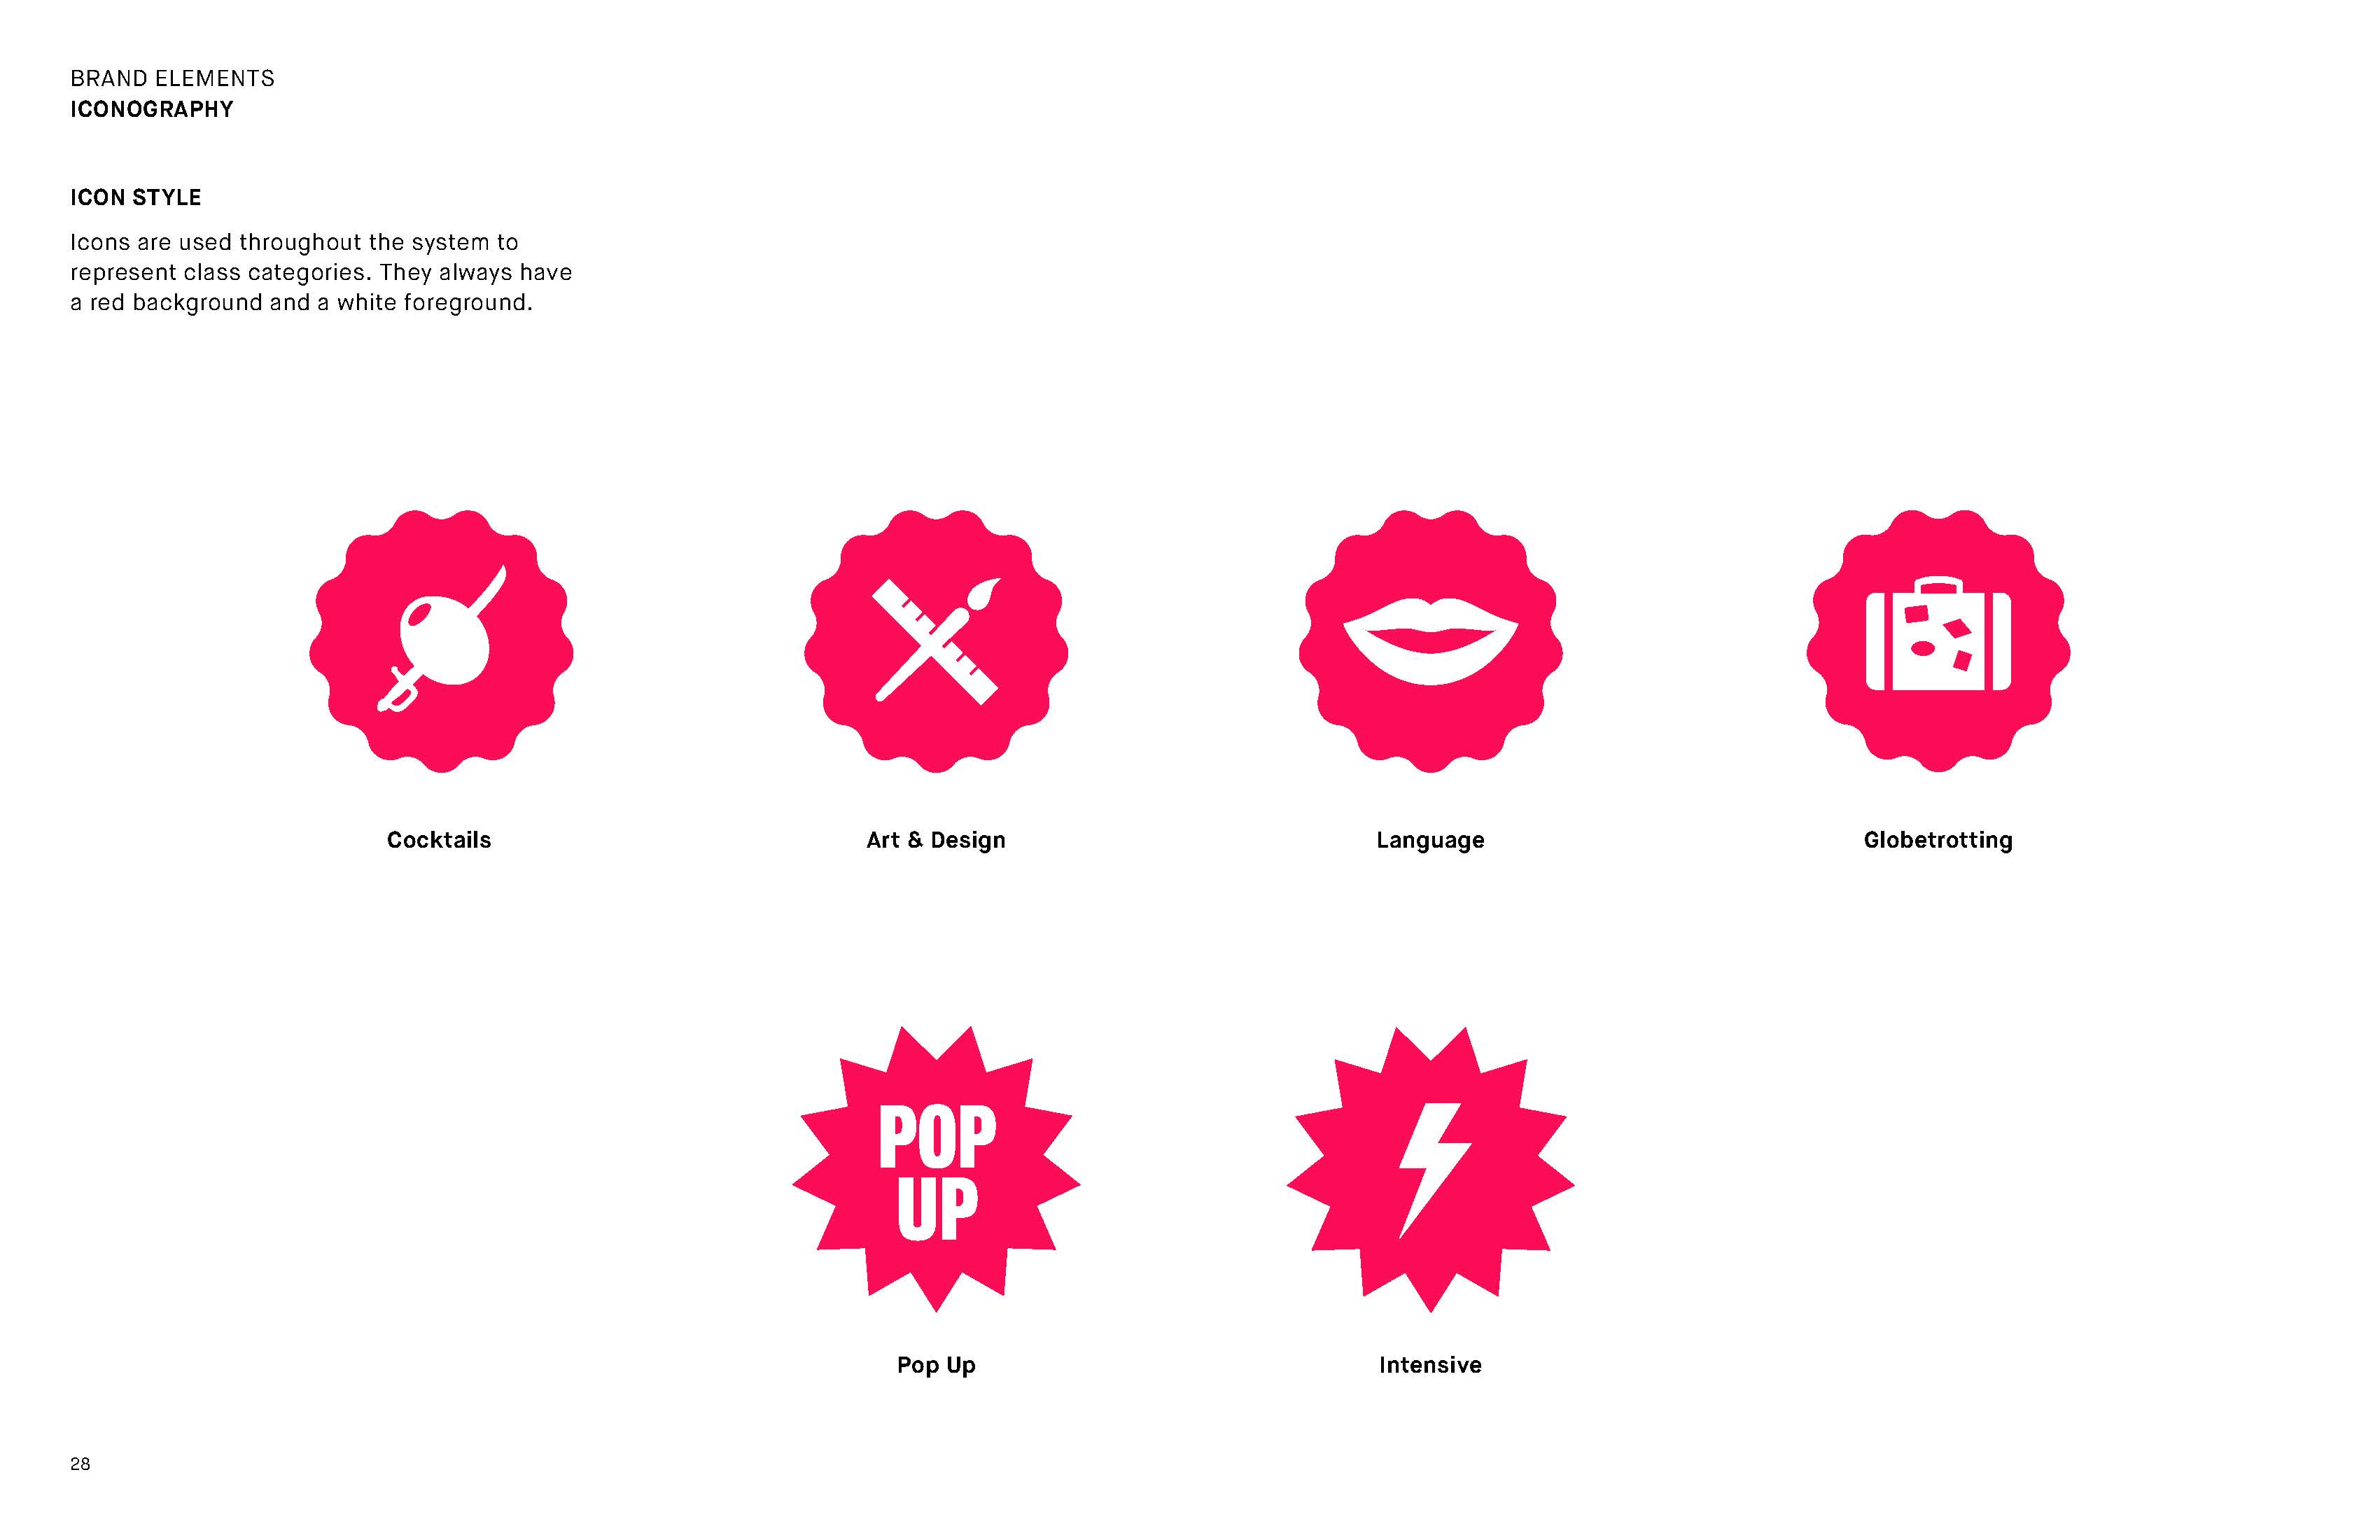 BRAND ELEMENTS
ICONOGRAPHY
ICON STYLE
Icons are used throughout the system to
represent class categories. They always have
a red background and a white foreground.
Cocktails
Art & Design
Language
Globetrotting
POP
UP
Pop Up
Intensive
28